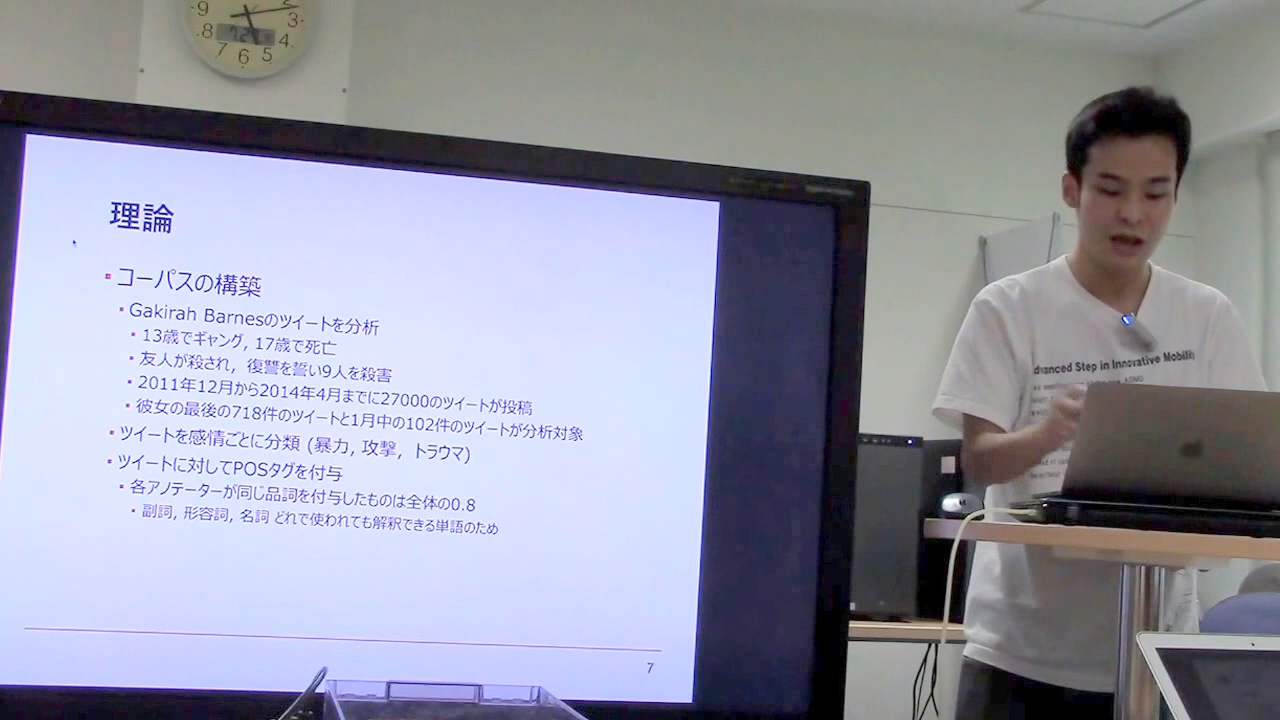 9
2
3
8
4
7
6
5
理論
コーパスの構築
Gakirah Barnesのツイートを分析
13歳でギャング, 17歳で死亡
友人が殺され, 復讐を誓い9人を殺害
2011年12月から2014年4月までに27000のツイートが投稿
彼女の最後の718件のツイートと1月中の102件のツイートが分析対象
ツイートを感情ごとに分類 (暴力, 攻撃, トラウマ)
ツイートに対してPOSタグを付与
各アノテーターが同じ品詞を付与したものは全体の0.8
副詞, 形容詞, 名詞 どれで使われても解釈できる単語のため
7
dvanced Step in Innovative Mobility